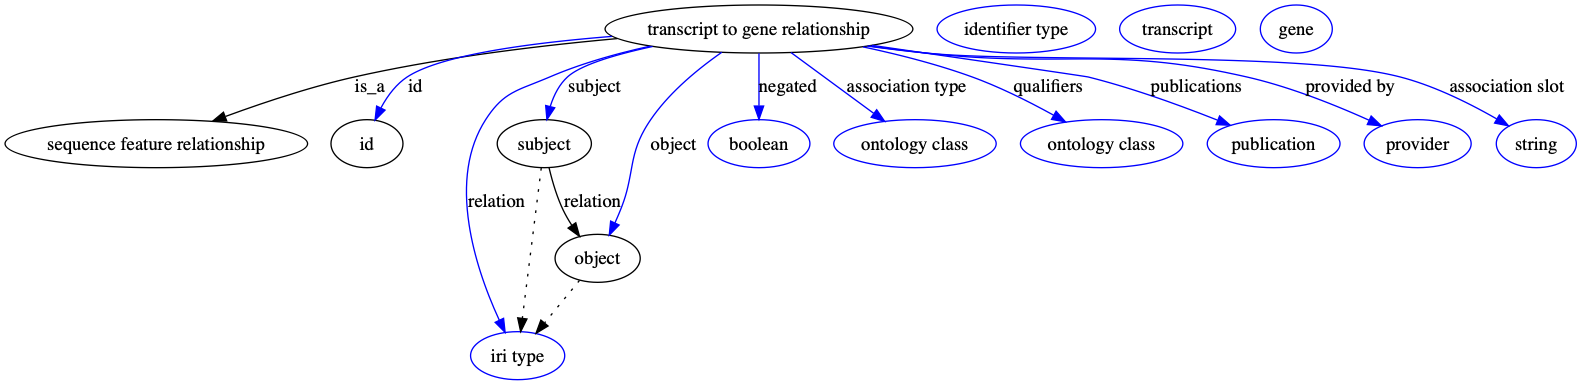 transcript to gene relationship
identifier type
transcript
gene
is_a
id
subject
negated
association type
qualifiers
publications
provided by
association slot
sequence feature relationship
id
subject
object
boolean
ontology class
ontology class
publication
provider
string
relation
relation
object
iri type